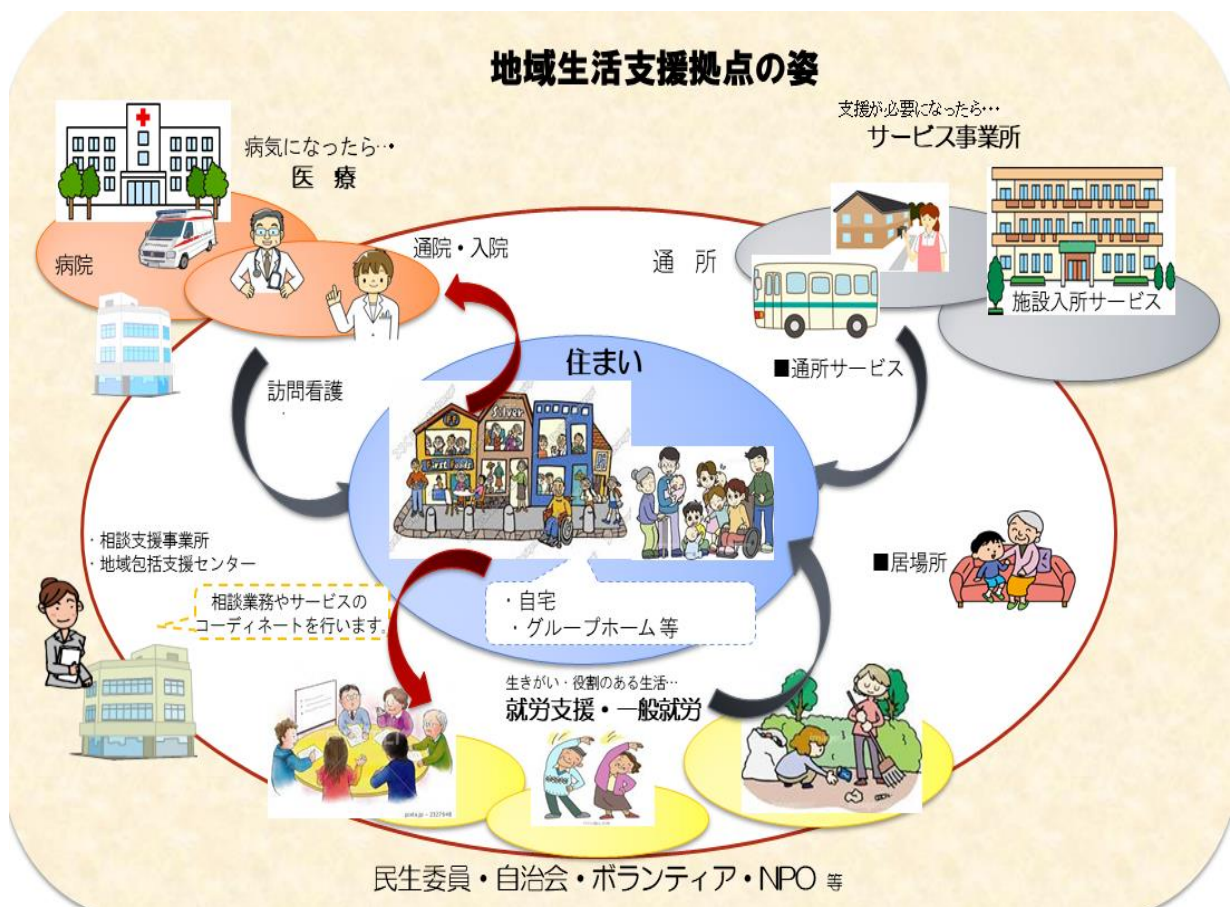 地域生活支援拠点の姿
病気になったら…・
医 療
支援が必要になったら…
サービス事業所
病院
通院・入院
通 所
施設入所サービス
訪問看護
住まい
■通所サービス
Silver
First Foods
・相談支援事業所
・地域包括支援センター
相談業務やサービスの
コーディネートを行います。
・自宅
・グループホーム 等
■居場所
生きがい・役割のある生活…
就労支援・一般就労
民生委員・自治会・ボランティア・NPO 等